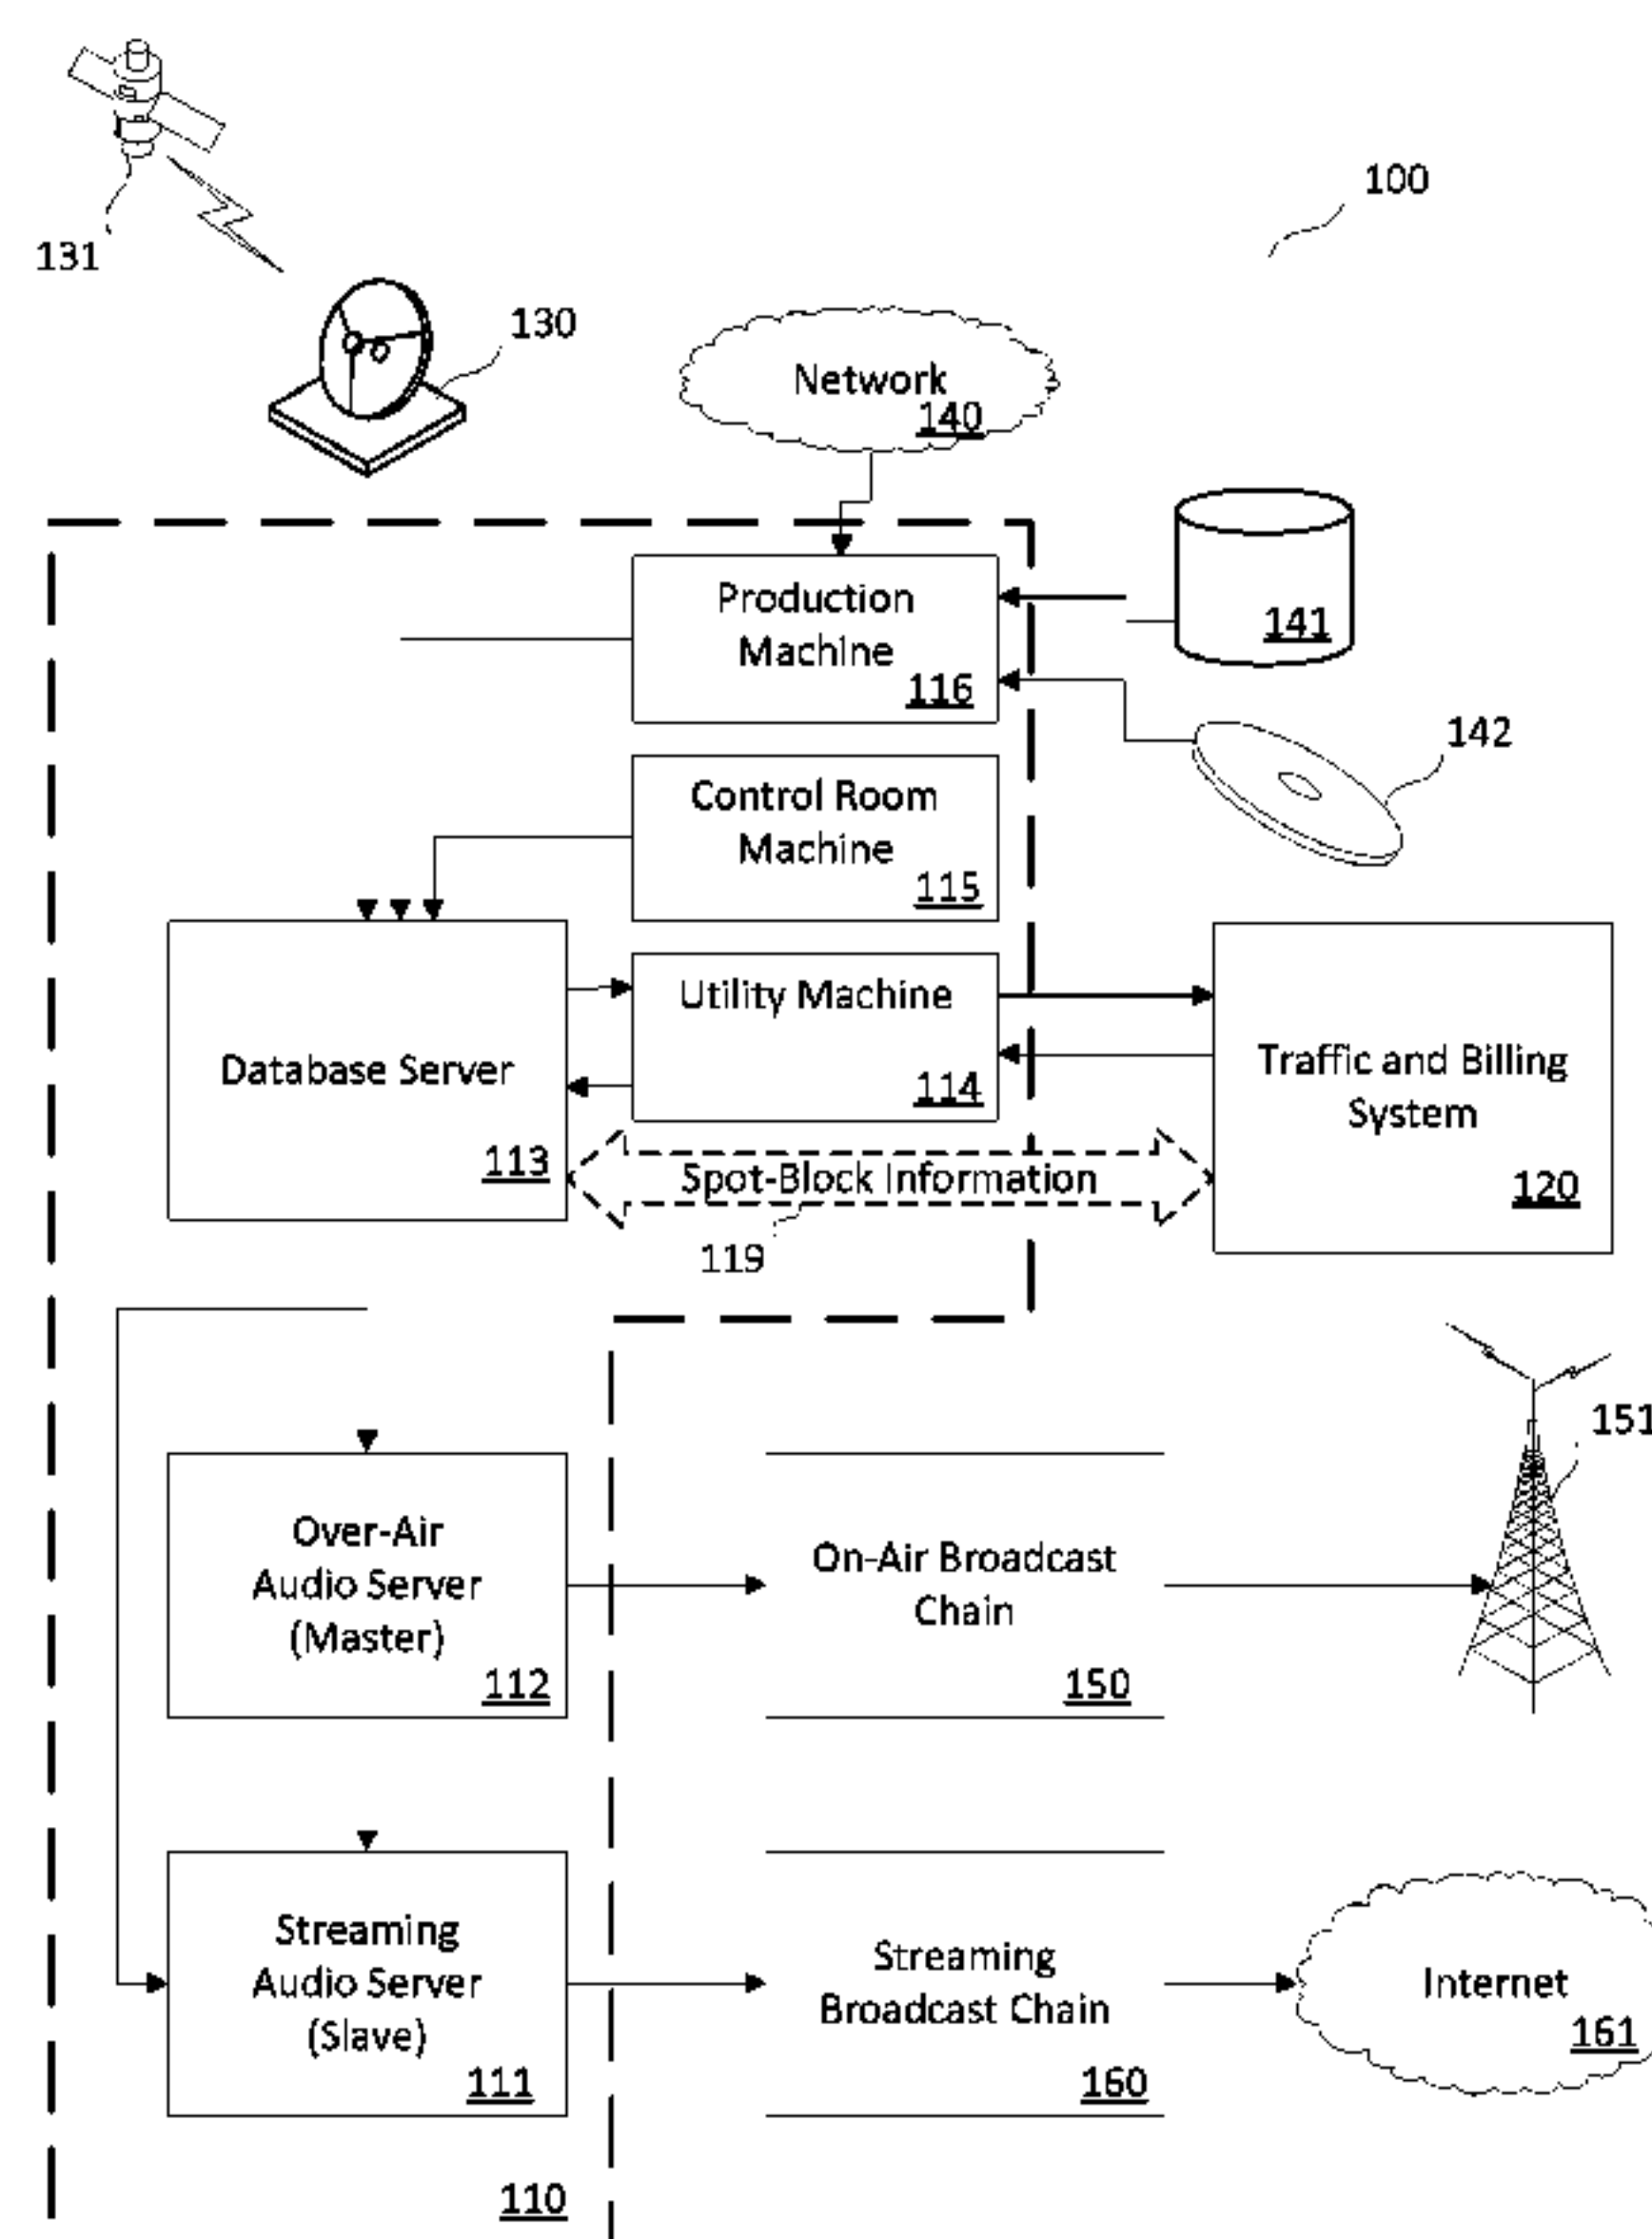 100
131
130
Network
140
Production
Machine
116
141
142
Control Room
Machine
115
Database Server
113
Utility Machine
114
Traffic and Billing
System
120
Spot-Block Information
119
151
Over-Air
Audio Server
(Master)
112
On-Air Broadcast
Chain
150
Streaming
Audio Server
(Slave)
111
Streaming
Broadcast Chain
160
Internet
161
110